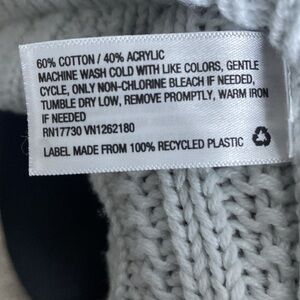 60% COTTON / 40% ACRYLIC
MACHINE WASH COLD WITH LIKE COLORS, GENTLE
CYCLE, ONLY NON-CHLORINE BLEACH IF NEEDED,
TUMBLE DRY LOW, REMOVE PROMPTLY, WARM IRON
IF NEEDED
RN17730 VN1262180
LABEL MADE FROM 100% RECYCLED PLASTIC